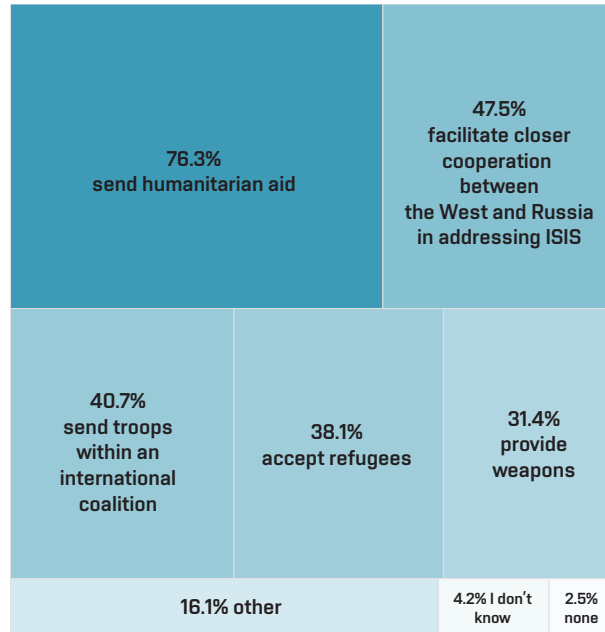 76.3%
send humanitarian aid
47.5%
facilitate closer
cooperation
between
the West and Russia
in addressing ISIS
40.7%
send troops
within an
international
coalition
38.1%
accept refugees
31.4%
provide
weapons
16.1% other
4.2% I don't
know
2.5%
none